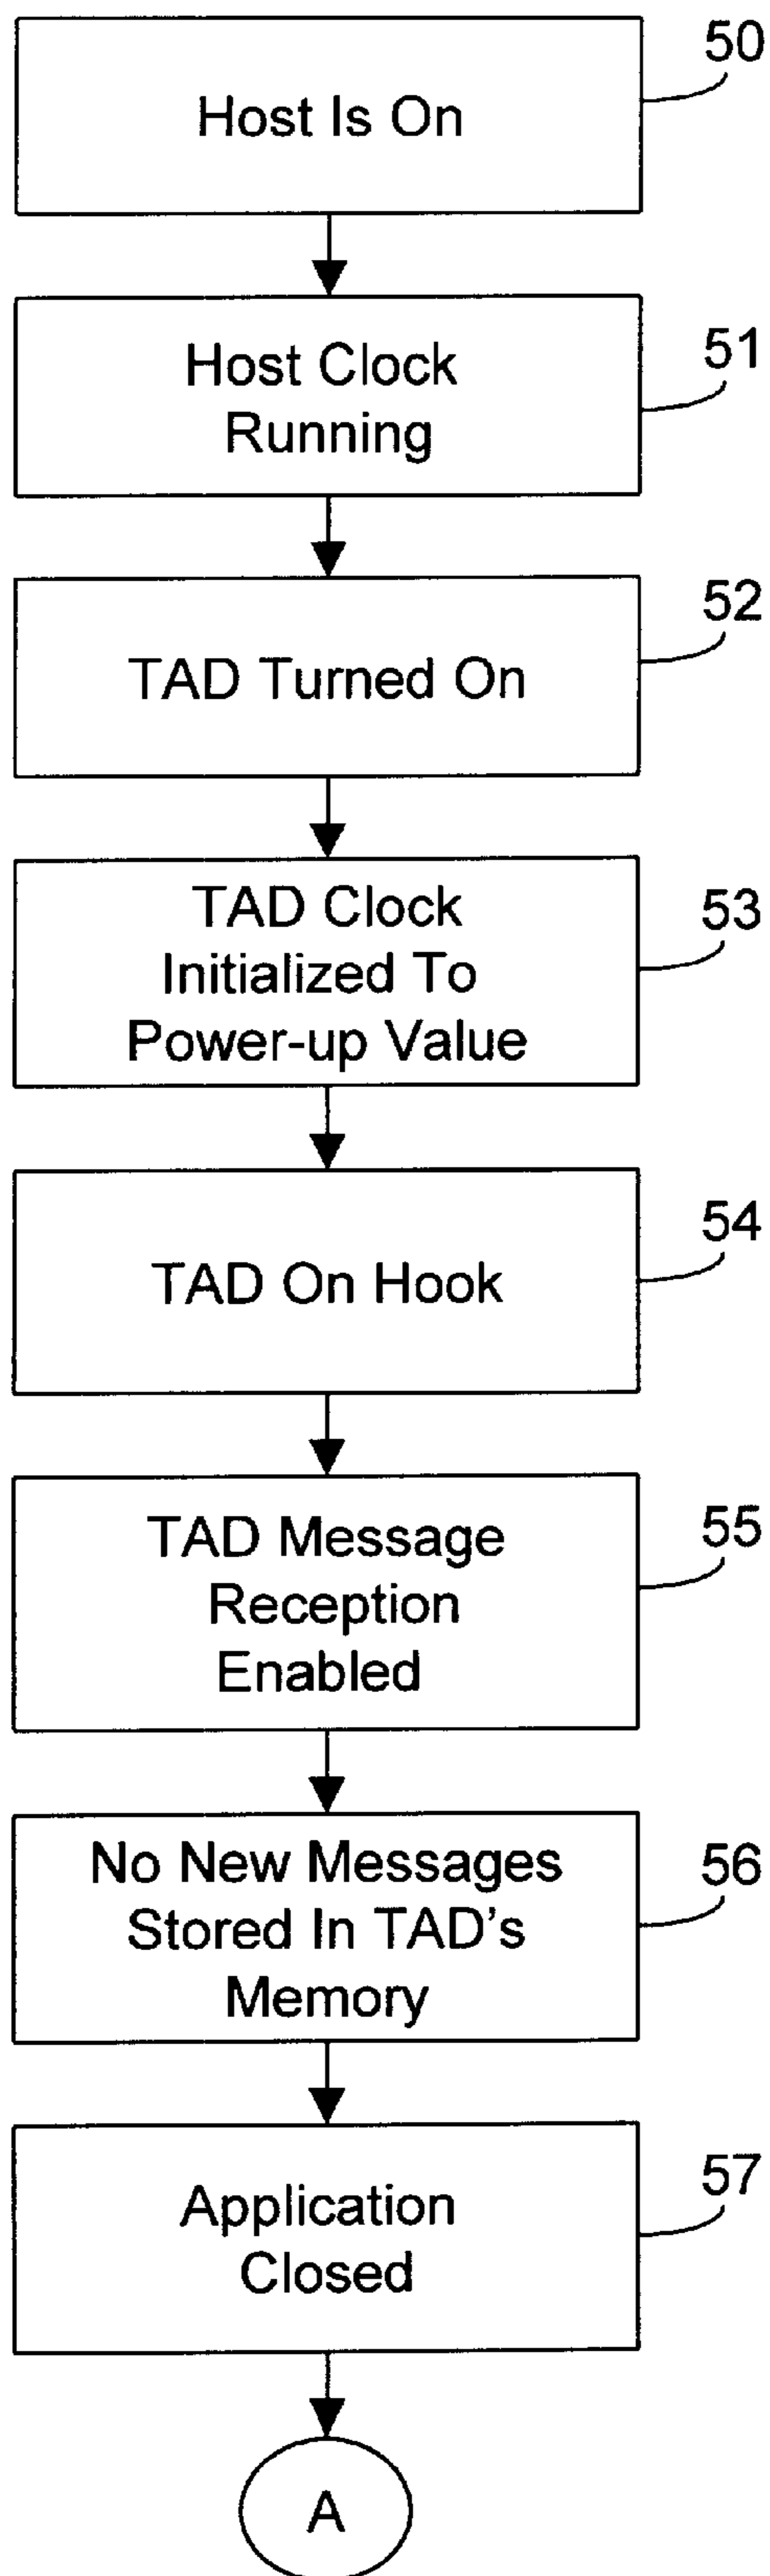 50
Host Is On
51
Host Clock
Running
52
TAD Turned On
53
TAD Clock
Initialized To
Power-up Value
54
TAD On Hook
55
TAD Message
Reception
Enabled
56
No New Messages
Stored In TAD's
Memory
57
Application
Closed
A